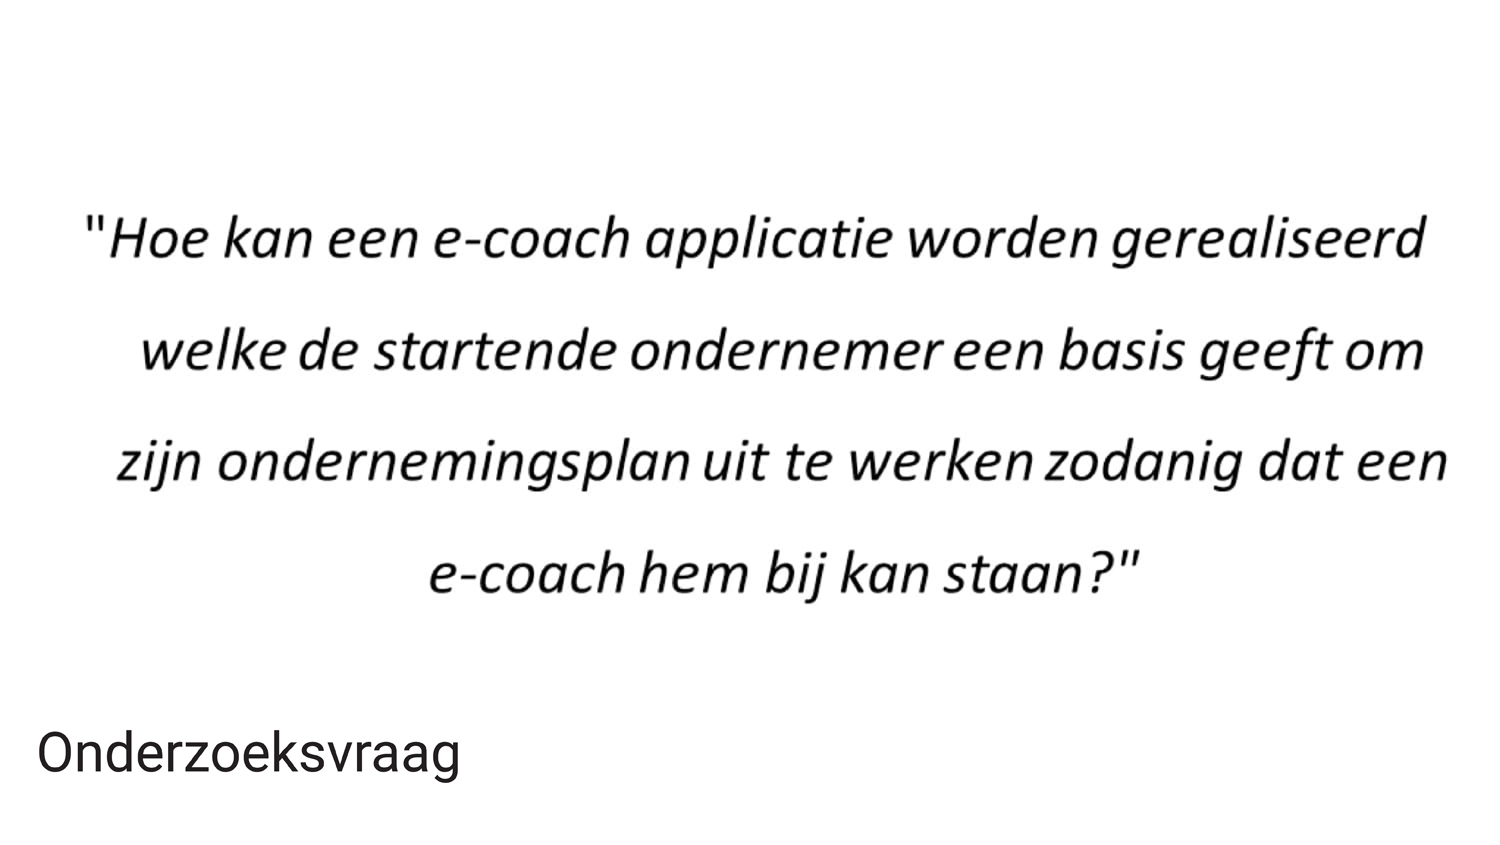 "Hoe kan een e-coach applicatie worden gerealiseerd
welke de startende ondernemer een basis geeft om
zijn ondernemingsplan uit te werken zodanig dat een
e-coach hem bij kan staan?"
Onderzoeksvraag